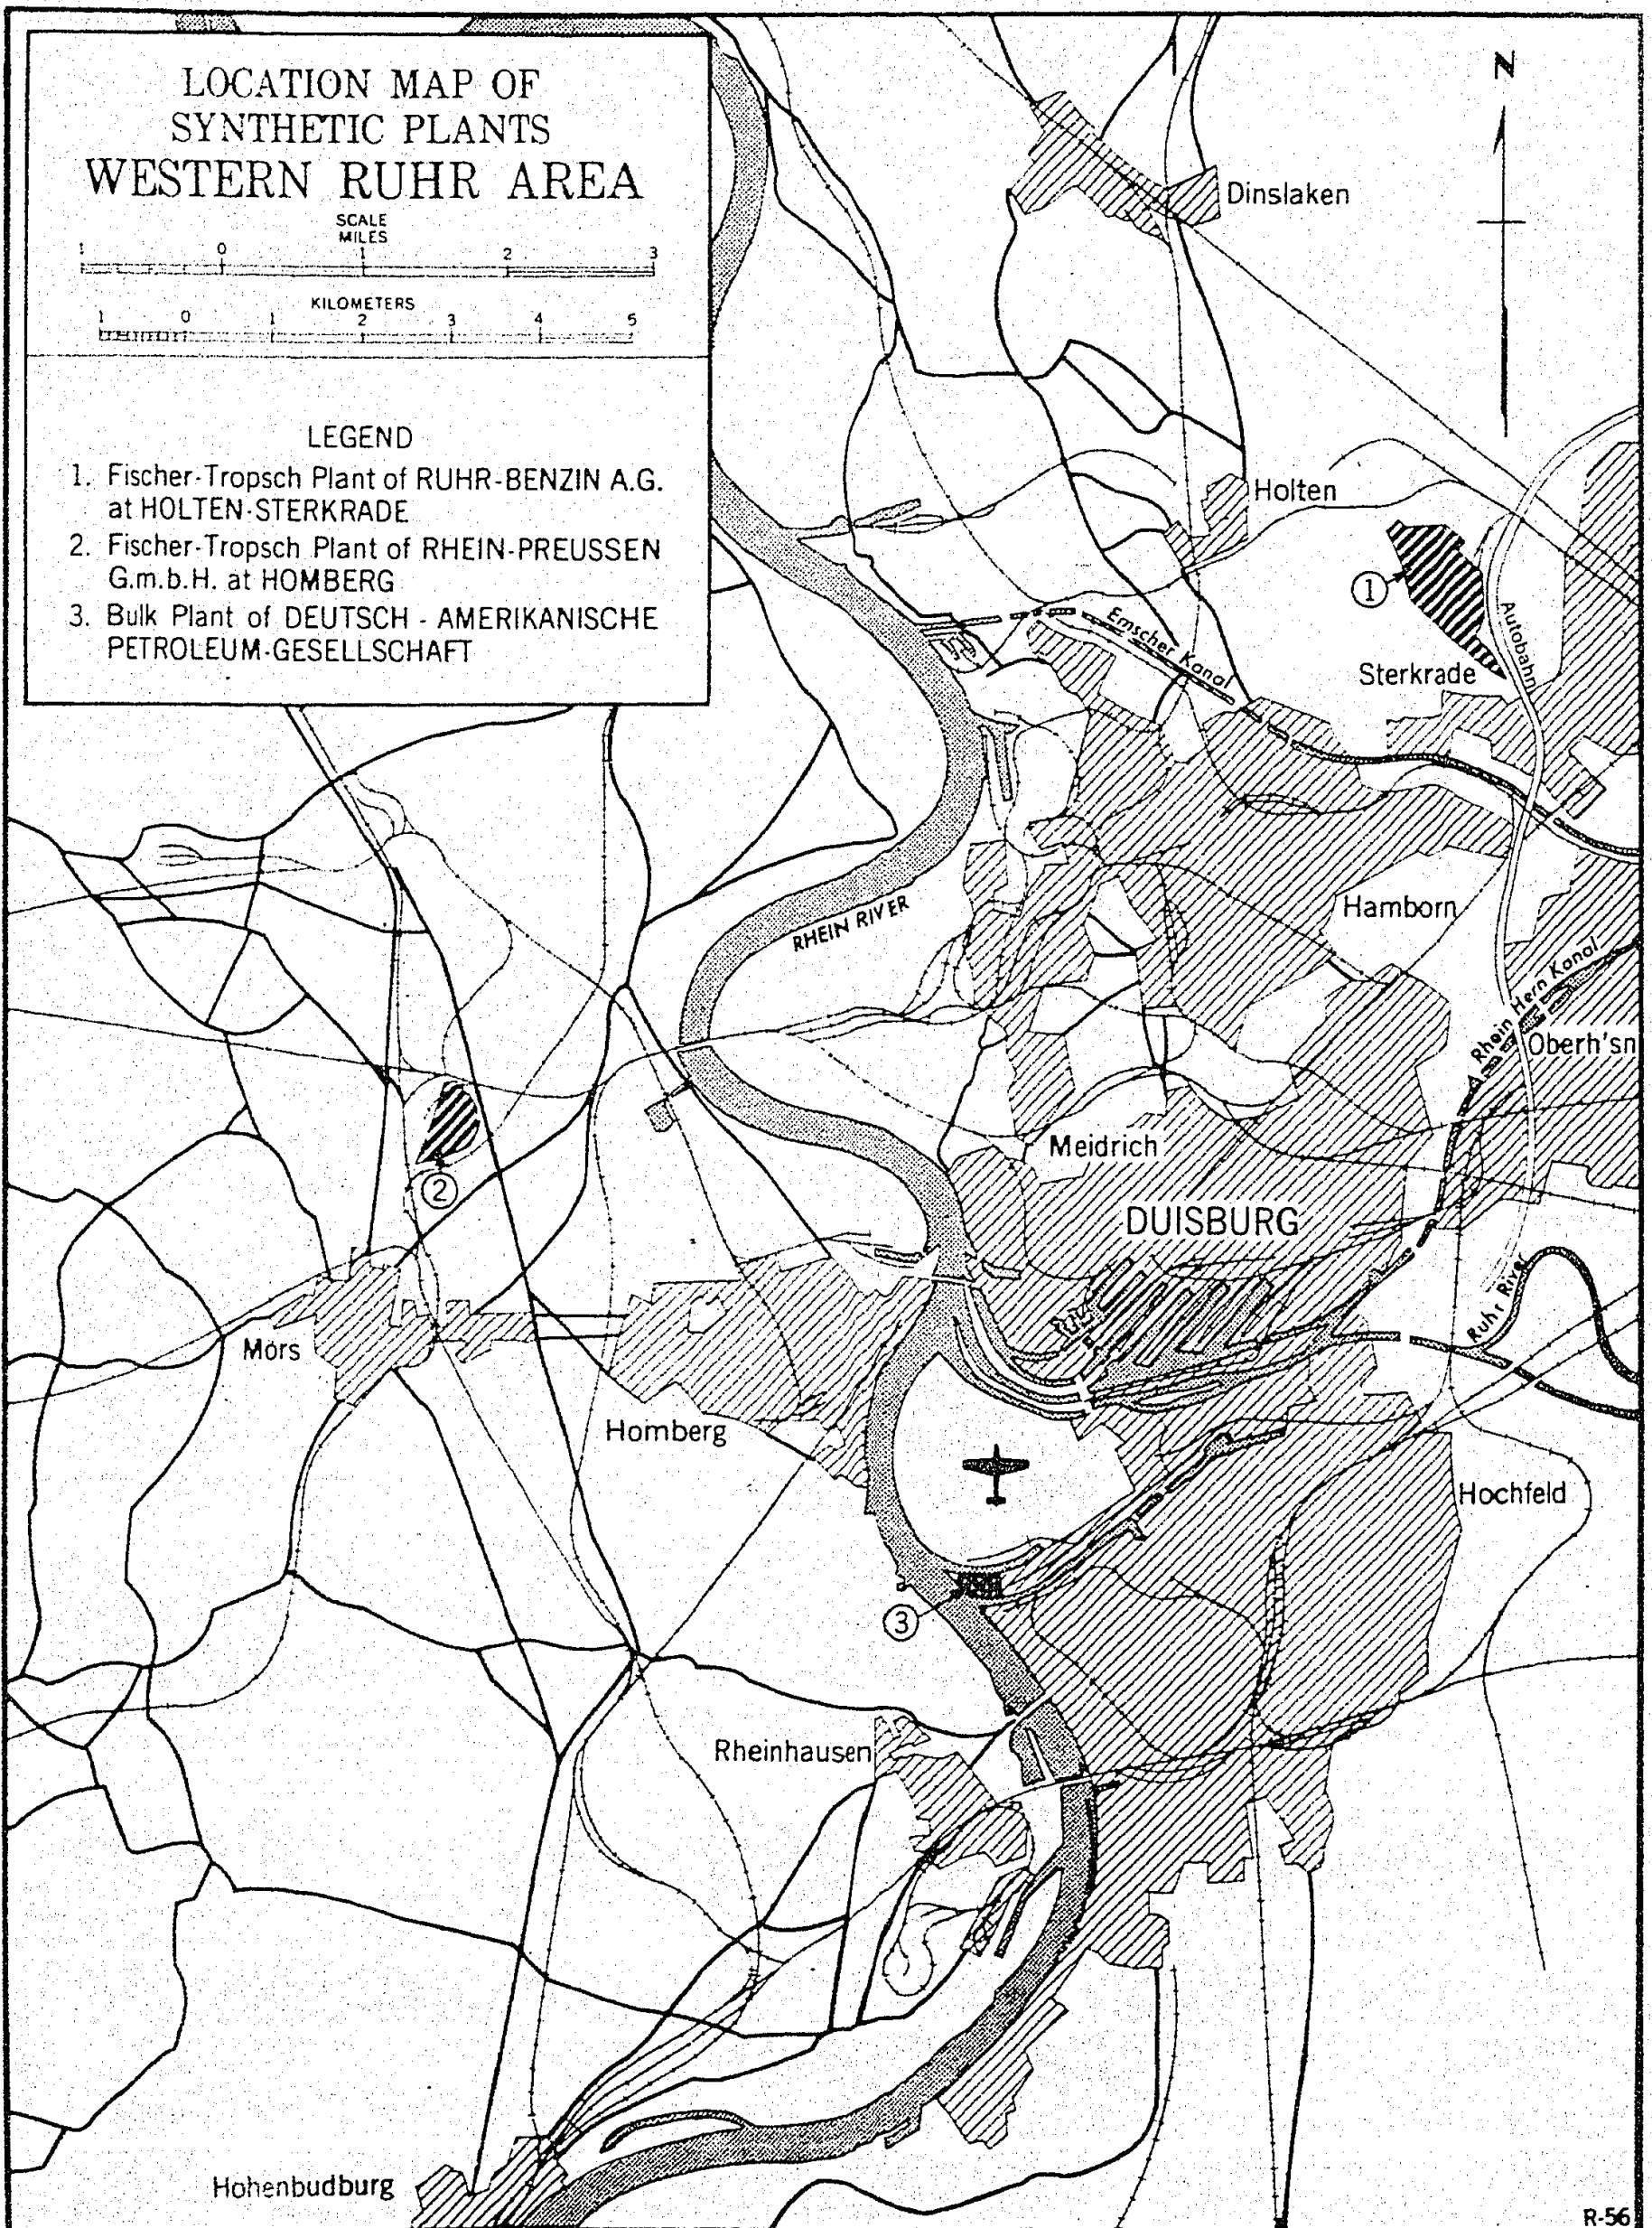 LOCATION MAP OF
SYNTHETIC PLANTS
WESTERN RUHR AREA
SCALE
MILES
1 0 1 2 3
KILOMETERS
1 0 1 2 3 4 5
LEGEND
1. Fischer-Tropsch Plant of RUHR-BENZIN A.G.
at HOLTEN-STERKRADE
2. Fischer-Tropsch Plant of RHEIN-PREUSSEN
G.m.b.H. at HOMBERG
3. Bulk Plant of DEUTSCH - AMERIKANISCHE
PETROLEUM-GESELLSCHAFT
N
Dinslaken
Holten
1
Autobahn
Emscher Kanal
Sterkrade
Hamborn
RHEIN RIVER
Rhein Hern Kanal
Oberh'sn
Meidrich
2
DUISBURG
Ruhr River
Mörs
Homberg
Hochfeld
3
Rheinhausen
Hohenbudburg
R-56